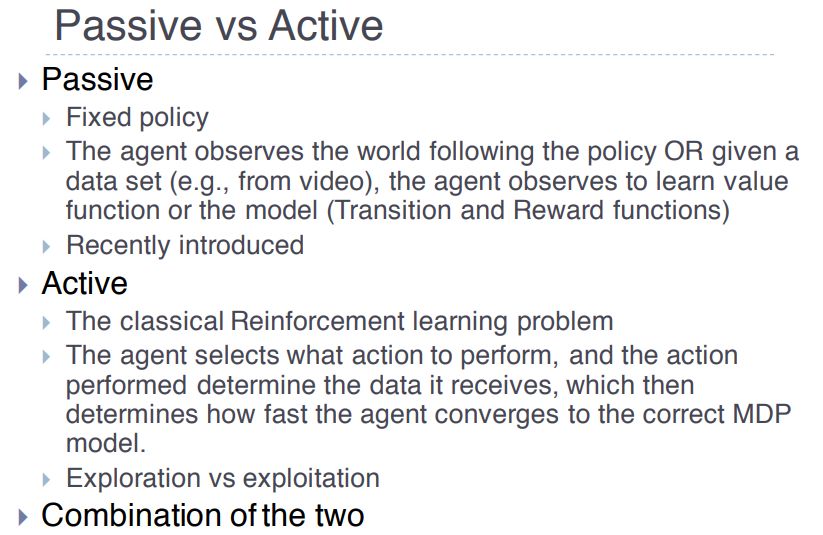 Passive vs Active
Passive
Fixed policy
The agent observes the world following the policy OR given a
data set (e.g., from video), the agent observes to learn value
function or the model (Transition and Reward functions)
Recently introduced
Active
The classical Reinforcement learning problem
The agent selects what action to perform, and the action
performed determine the data it receives, which then
determines how fast the agent converges to the correct MDP
model.
Exploration vs exploitation
Combination of the two